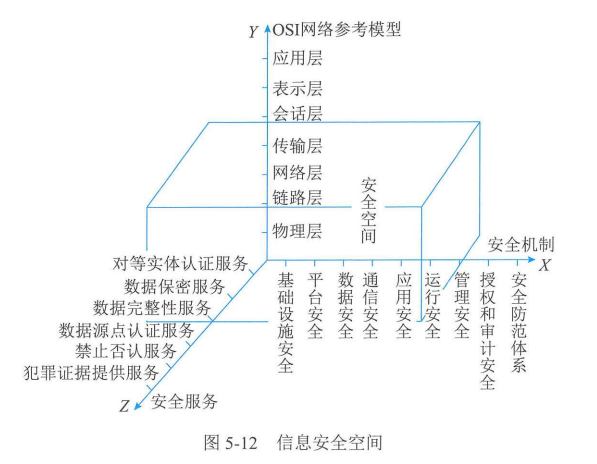 Y
OSI网络参考模型
应用层
表示层
会话层
传输层
网络层
链路层
物理层
安全空间
安全机制
X
基础设施安全
平台安全
数据安全
通信安全
应用安全
运行安全
管理安全
授权和审计安全
安全防范体系
对等实体认证服务
数据保密服务
数据完整性服务
数据源点认证服务
禁止否认服务
犯罪证据提供服务
Z
安全服务
图 5-12 信息安全空间